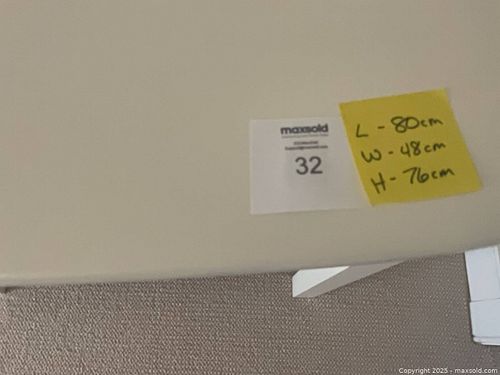 maxsold
32
L - 80cm
W - 48cm
H - 76cm
Copyright 2025 - maxsold.com